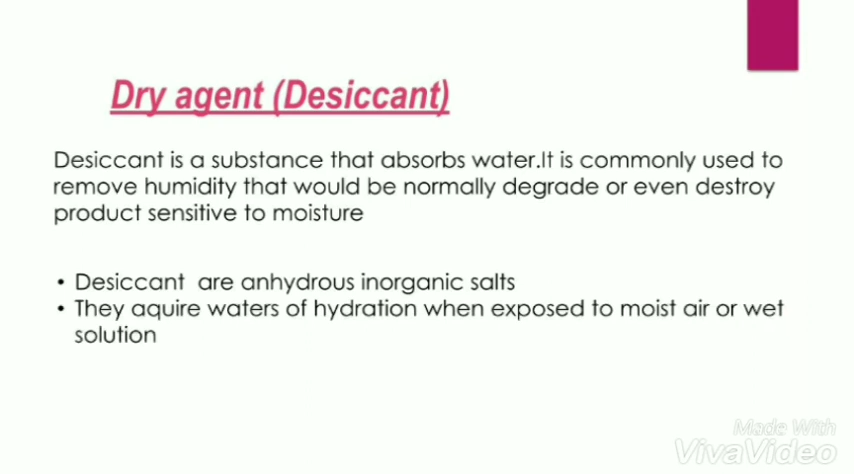 Dry agent (Desiccant)
Desiccant is a substance that absorbs water.It is commonly used to
remove humidity that would be normally degrade or even destroy
product sensitive to moisture
• Desiccant are anhydrous inorganic salts
• They aquire waters of hydration when exposed to moist air or wet
solution
Made With
VivaVideo